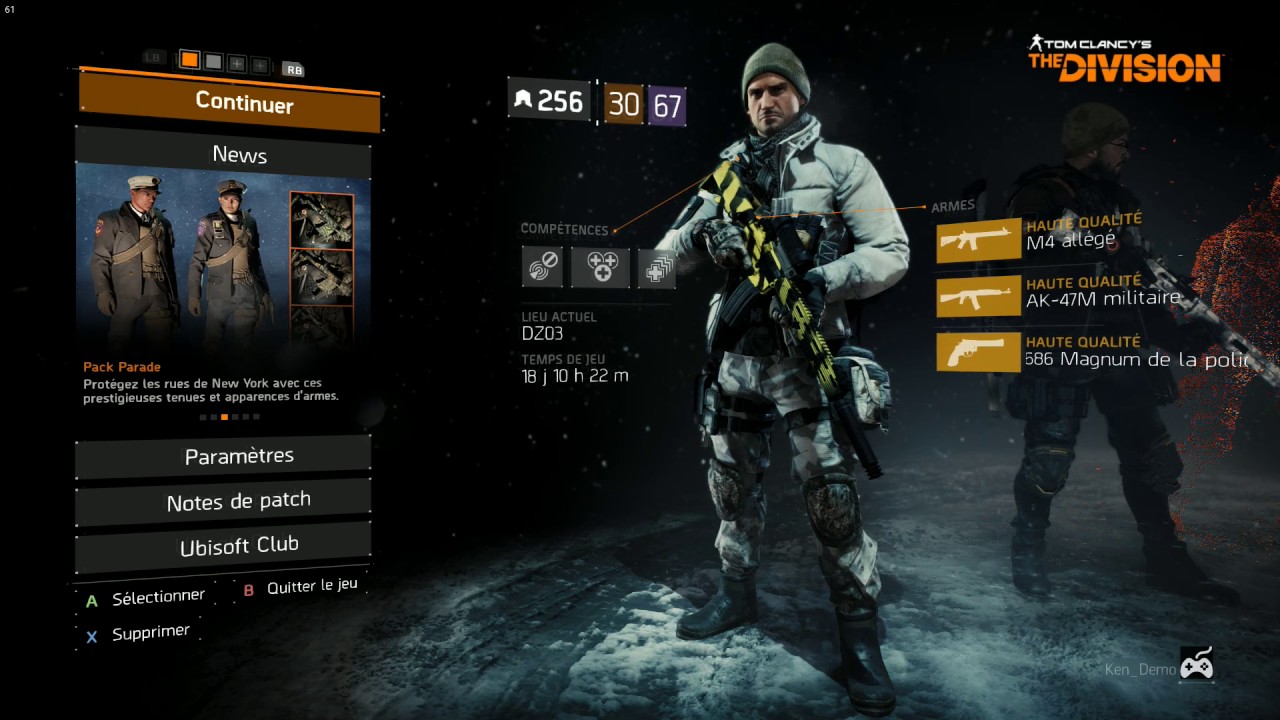 61
LB
RB
Continuer
News
Pack Parade
Protégez les rues de New York avec ces
prestigieuses tenues et apparences d'armes.
Paramètres
Notes de patch
Ubisoft Club
A Sélectionner
B Quitter le jeu
X Supprimer
256 30 67
COMPÉTENCES
LIEU ACTUEL
DZ03
TEMPS DE JEU
18 j 10 h 22 m
TOM CLANCY'S
THE DIVISION
ARMES
HAUTE QUALITÉ
M4 allégé
HAUTE QUALITÉ
AK-47M militaire
HAUTE QUALITÉ
686 Magnum de la polic
Ken_Demo